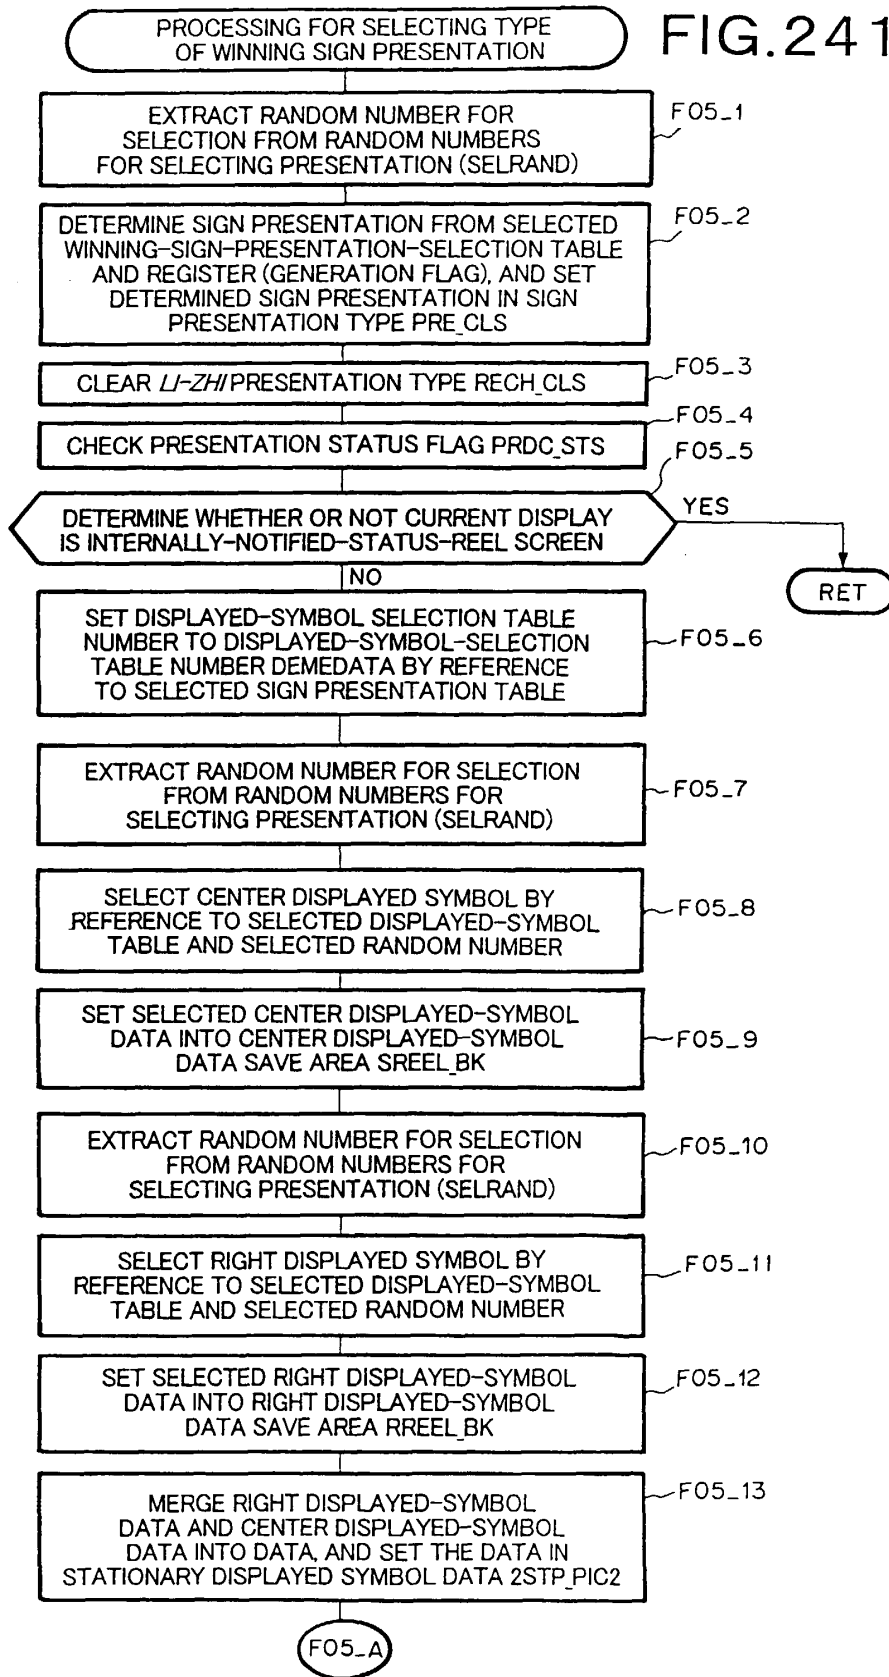 PROCESSING FOR SELECTING TYPE
OF WINNING SIGN PRESENTATION
FIG.241
EXTRACT RANDOM NUMBER FOR
SELECTION FROM RANDOM NUMBERS
FOR SELECTING PRESENTATION (SELRAND)
F05_1
DETERMINE SIGN PRESENTATION FROM SELECTED
WINNING-SIGN-PRESENTATION-SELECTION TABLE
AND REGISTER (GENERATION FLAG), AND SET
DETERMINED SIGN PRESENTATION IN SIGN
PRESENTATION TYPE PRE_CLS
F05_2
CLEAR LI-ZHI PRESENTATION TYPE RECH_CLS
F05_3
CHECK PRESENTATION STATUS FLAG PRDC_STS
F05_4
F05_5
DETERMINE WHETHER OR NOT CURRENT DISPLAY
IS INTERNALLY-NOTIFIED-STATUS-REEL SCREEN
YES
RET
NO
SET DISPLAYED-SYMBOL SELECTION TABLE
NUMBER TO DISPLAYED-SYMBOL-SELECTION
TABLE NUMBER DEMEDATA BY REFERENCE
TO SELECTED SIGN PRESENTATION TABLE
F05_6
EXTRACT RANDOM NUMBER FOR SELECTION
FROM RANDOM NUMBERS FOR
SELECTING PRESENTATION (SELRAND)
F05_7
SELECT CENTER DISPLAYED SYMBOL BY
REFERENCE TO SELECTED DISPLAYED-SYMBOL
TABLE AND SELECTED RANDOM NUMBER
F05_8
SET SELECTED CENTER DISPLAYED-SYMBOL
DATA INTO CENTER DISPLAYED-SYMBOL
DATA SAVE AREA SREEL_BK
F05_9
EXTRACT RANDOM NUMBER FOR SELECTION
FROM RANDOM NUMBERS FOR
SELECTING PRESENTATION (SELRAND)
F05_10
SELECT RIGHT DISPLAYED SYMBOL BY
REFERENCE TO SELECTED DISPLAYED-SYMBOL
TABLE AND SELECTED RANDOM NUMBER
F05_11
SET SELECTED RIGHT DISPLAYED-SYMBOL
DATA INTO RIGHT DISPLAYED-SYMBOL
DATA SAVE AREA RREEL_BK
F05_12
MERGE RIGHT DISPLAYED-SYMBOL
DATA AND CENTER DISPLAYED-SYMBOL
DATA INTO DATA, AND SET THE DATA IN
STATIONARY DISPLAYED SYMBOL DATA 2STP_PIC2
F05_13
F05_A